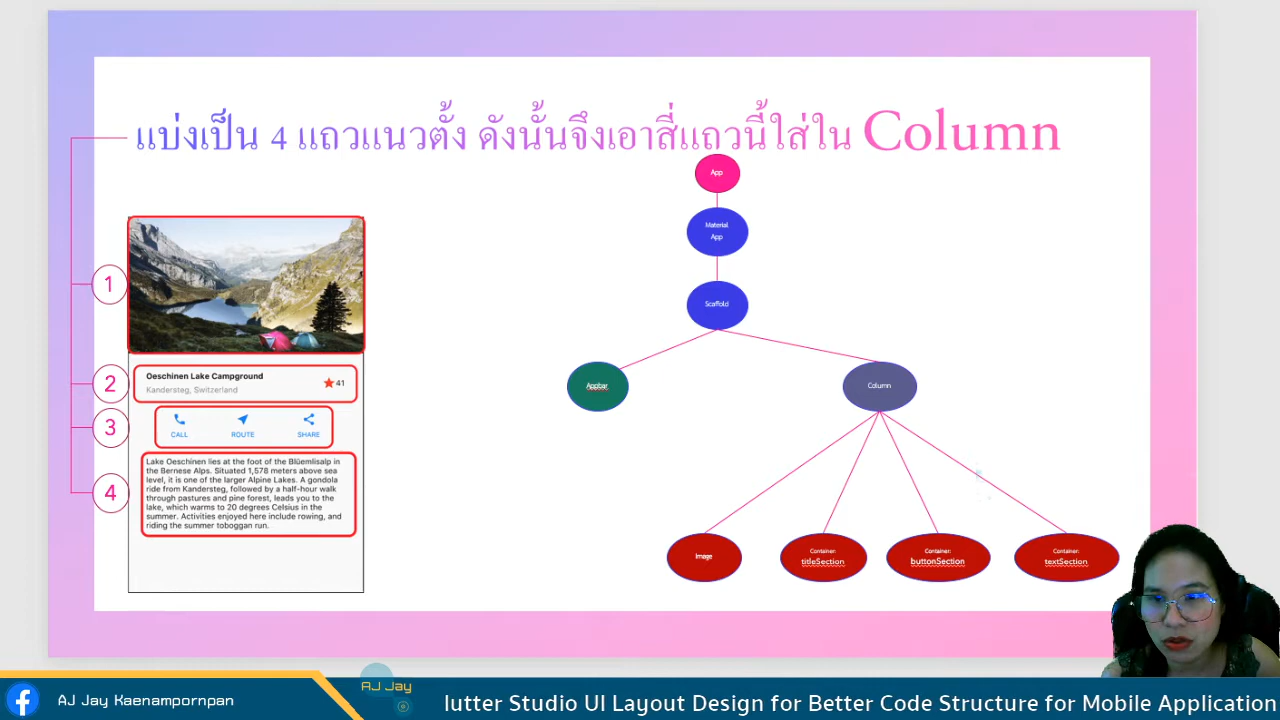 แบ่งเป็น 4 แถวแนวตั้ง ดังนั้นจึงเอาสี่แถวนี้ใส่ใน Column
App
Material
App
Scaffold
Appbar
Column
Image
Container:
titleSection
Container:
buttonSection
Container:
textSection
1
2
3
4
Oeschinen Lake Campground
Kandersteg, Switzerland
41
CALL
ROUTE
SHARE
Lake Oeschinen lies at the foot of the Blüemlisalp in
the Bernese Alps. Situated 1,578 meters above sea
level, it is one of the larger Alpine Lakes. A gondola
ride from Kandersteg, followed by a half-hour walk
through pastures and pine forest, leads you to the
lake, which warms to 20 degrees Celsius in the
summer. Activities enjoyed here include rowing, and
riding the summer toboggan run.
AJ Jay Kaenampornpan
AJ Jay
lutter Studio UI Layout Design for Better Code Structure for Mobile Application